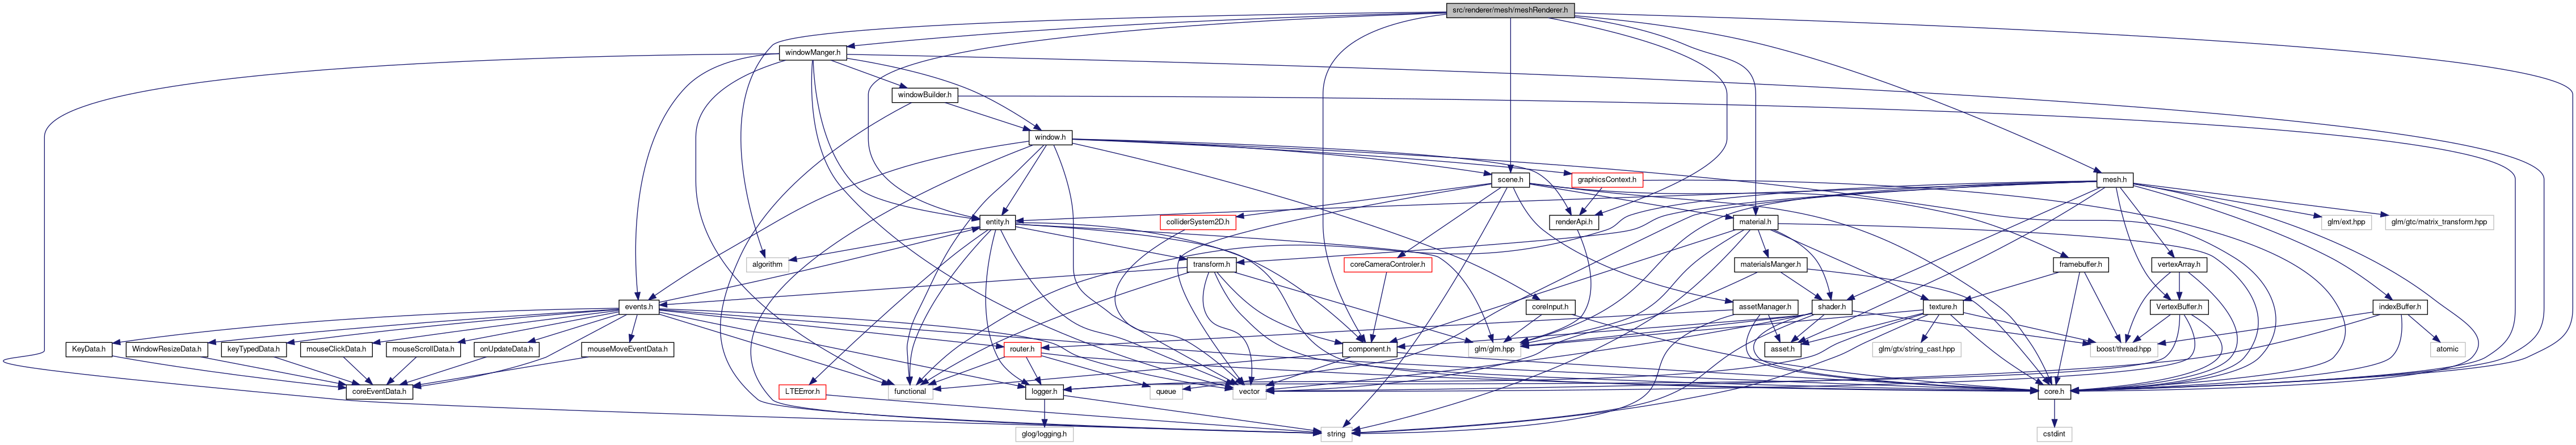 src/renderer/mesh/meshRenderer.h
windowManger.h
windowBuilder.h
window.h
scene.h
graphicsContext.h
mesh.h
entity.h
colliderSystem2D.h
renderApi.h
material.h
glm/ext.hpp
glm/gtc/matrix_transform.hpp
algorithm
transform.h
coreCameraControler.h
materialsManger.h
framebuffer.h
vertexArray.h
events.h
coreInput.h
assetManager.h
shader.h
texture.h
VertexBuffer.h
indexBuffer.h
KeyData.h
WindowResizeData.h
keyTypedData.h
mouseClickData.h
mouseScrollData.h
onUpdateData.h
mouseMoveEventData.h
router.h
component.h
glm/glm.hpp
asset.h
glm/gtx/string_cast.hpp
boost/thread.hpp
atomic
coreEventData.h
LTEError.h
functional
logger.h
queue
vector
core.h
glog/logging.h
string
cstdint